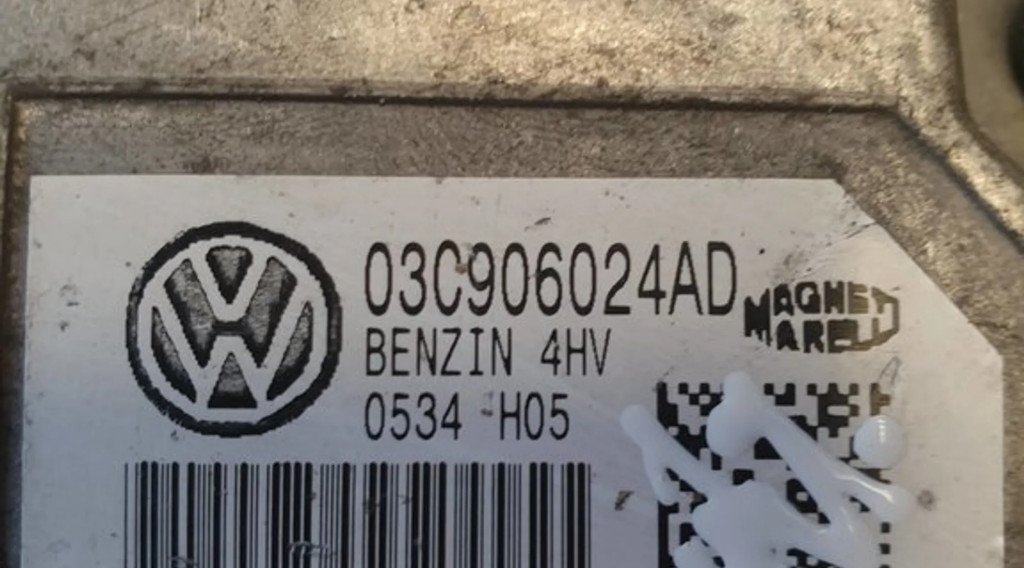 03C906024AD
MAGNETI
MARELLI
BENZIN 4HV
0534 H05